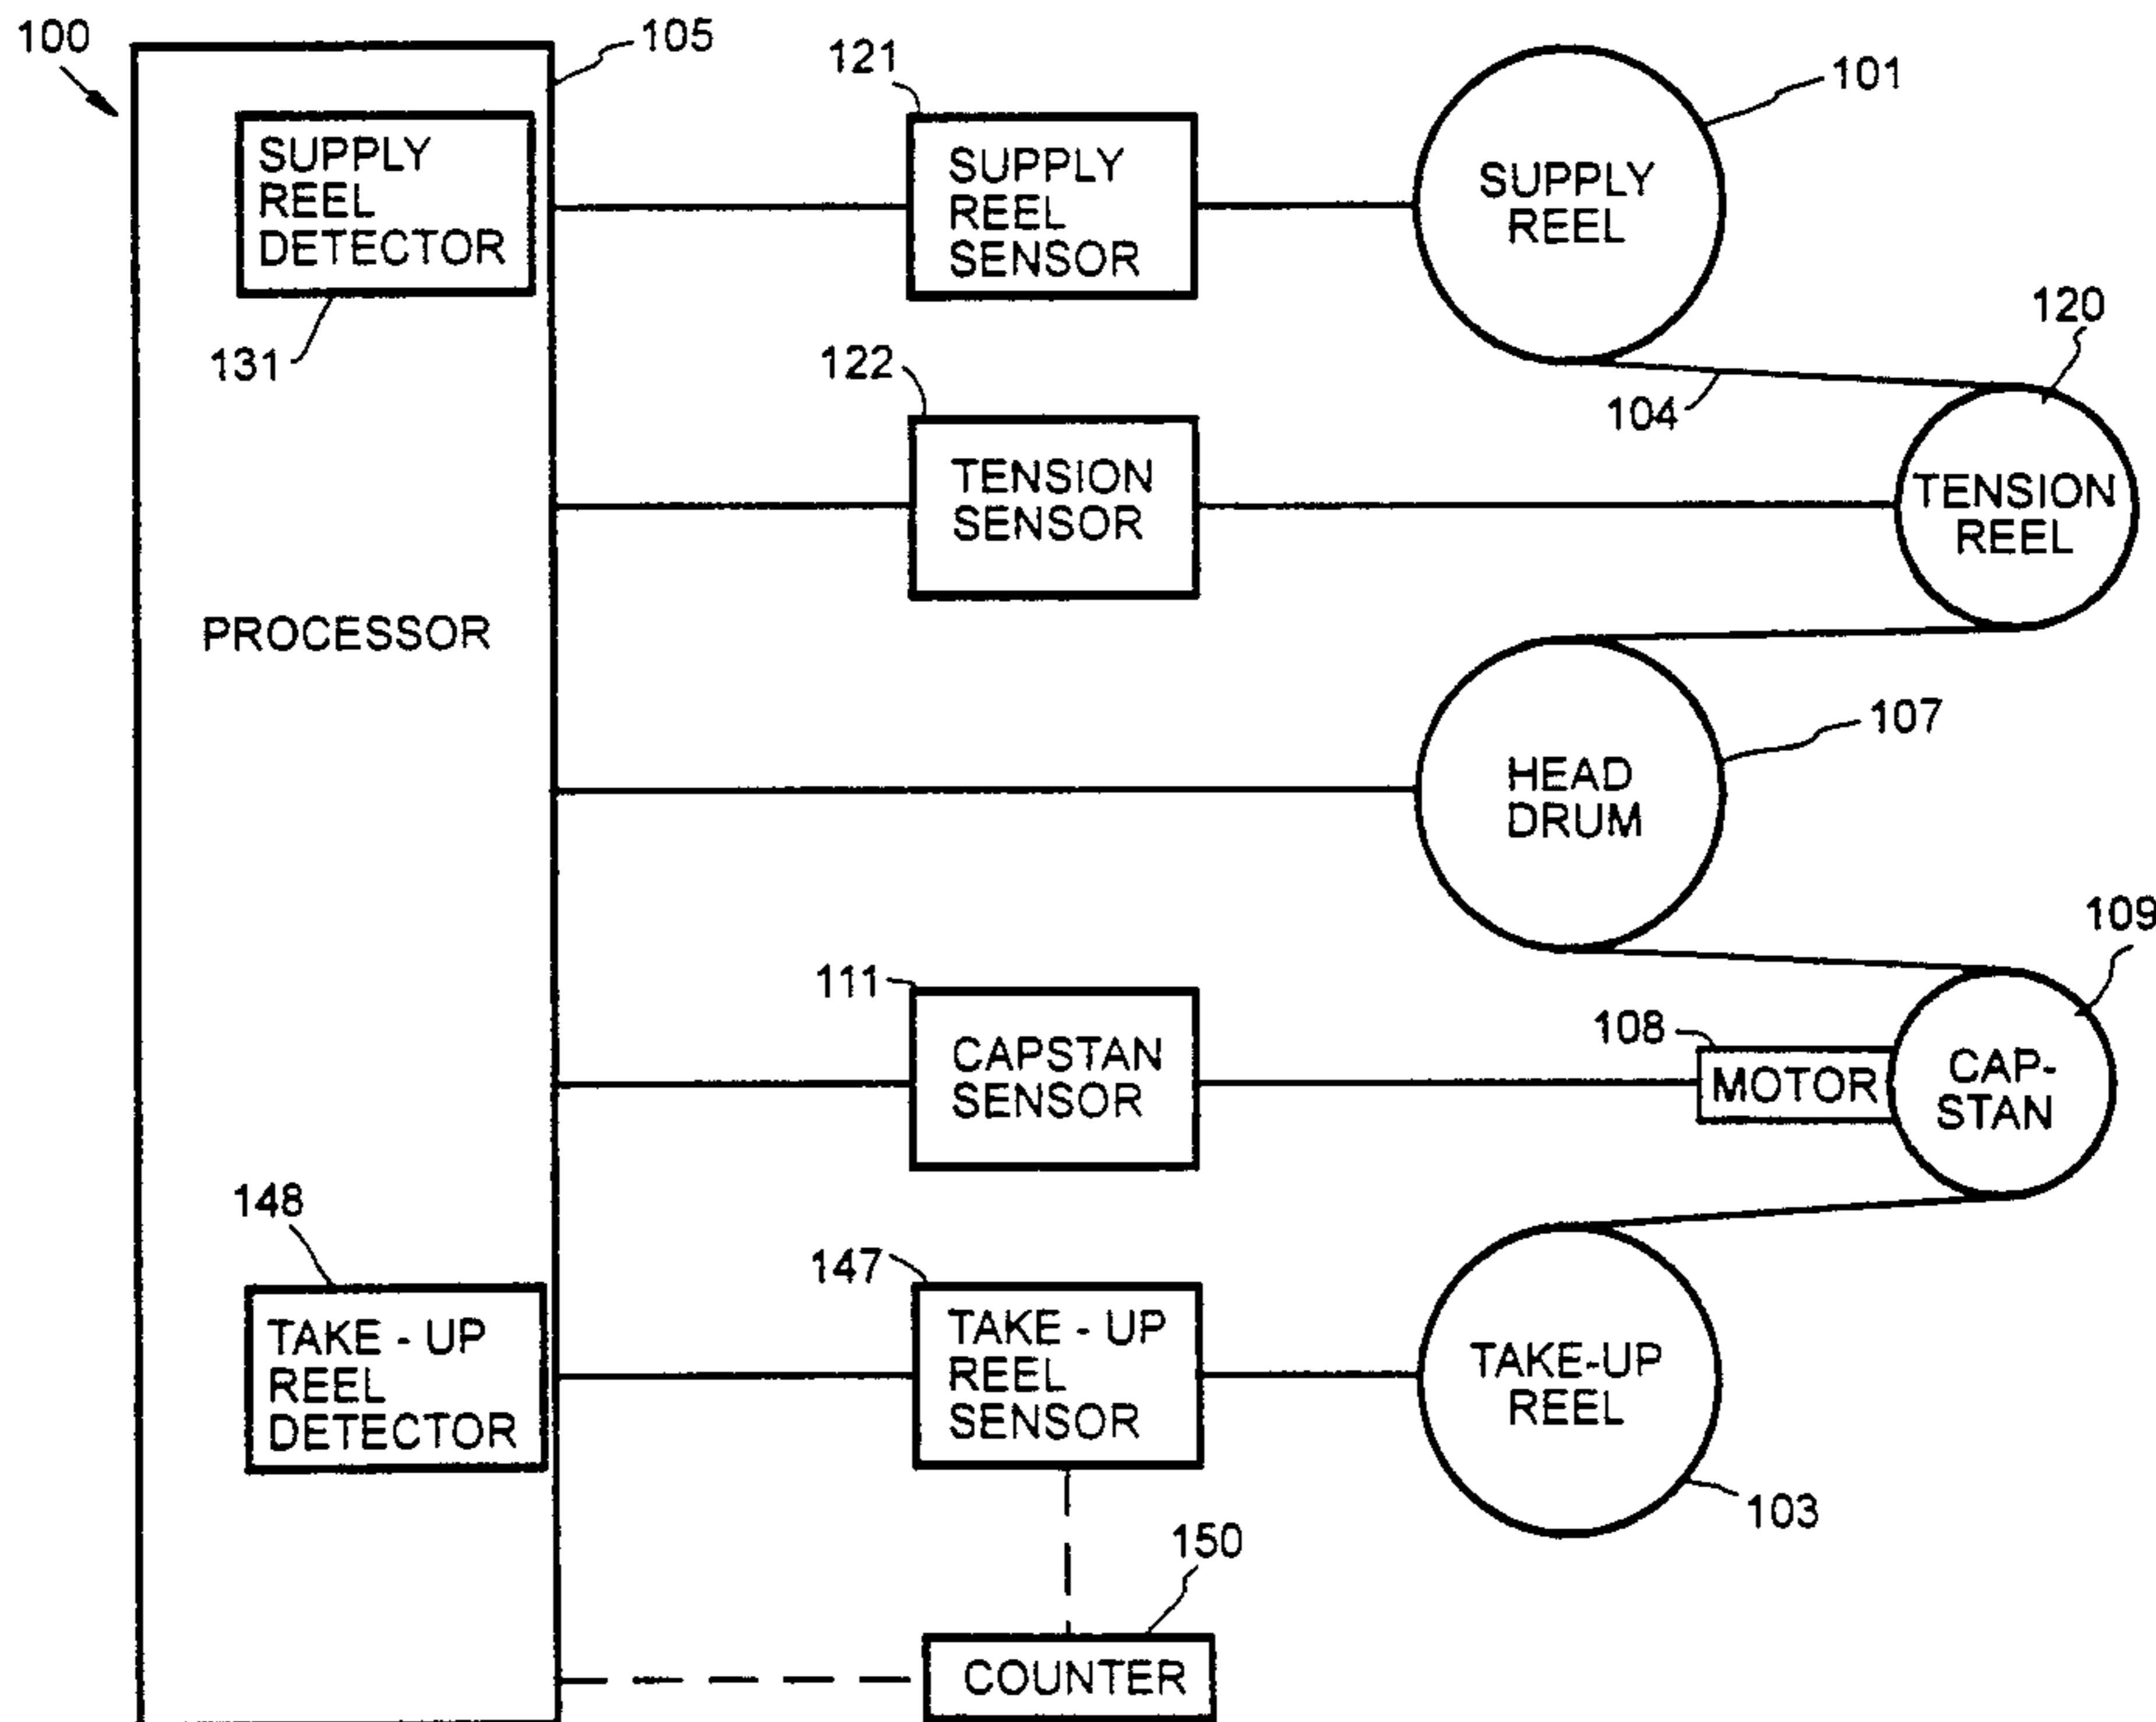 100
105
121
101
SUPPLY
REEL
DETECTOR
SUPPLY
REEL
SENSOR
SUPPLY
REEL
131
122
104
120
TENSION
SENSOR
TENSION
REEL
PROCESSOR
107
HEAD
DRUM
109
111
108
CAPSTAN
SENSOR
MOTOR
CAP-
STAN
148
147
TAKE - UP
REEL
DETECTOR
TAKE - UP
REEL
SENSOR
TAKE-UP
REEL
103
150
COUNTER